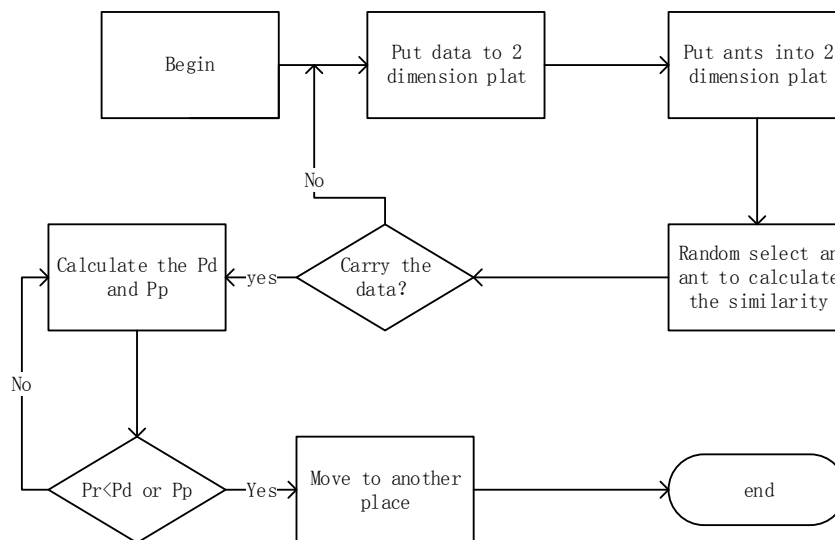 Begin
Put data to 2
dimension plat
Put ants into 2
dimension plat
No
Calculate the Pd
and Pp
yes
Carry the
data?
Random select an
ant to calculate
the similarity
No
Pr<Pd or Pp
Yes
Move to another
place
end